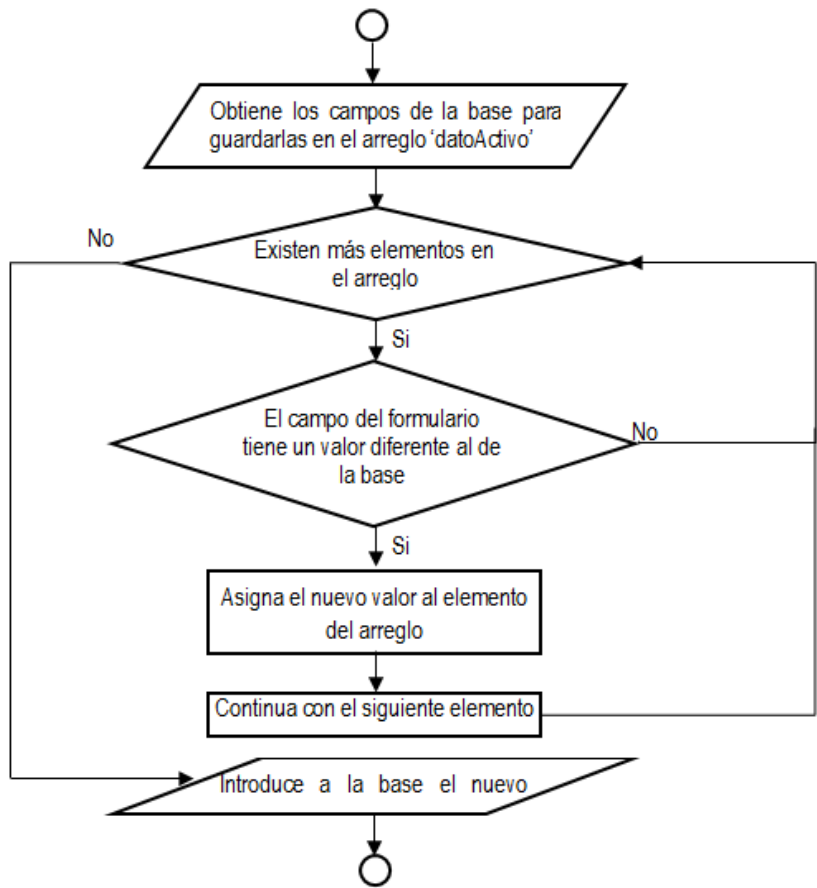 Obtiene los campos de la base para
guardarlas en el arreglo 'datoActivo'
No
Existen más elementos en
el arreglo
Si
El campo del formulario
tiene un valor diferente al de
la base
No
Si
Asigna el nuevo valor al elemento
del arreglo
Continua con el siguiente elemento
Introduce a la base el nuevo